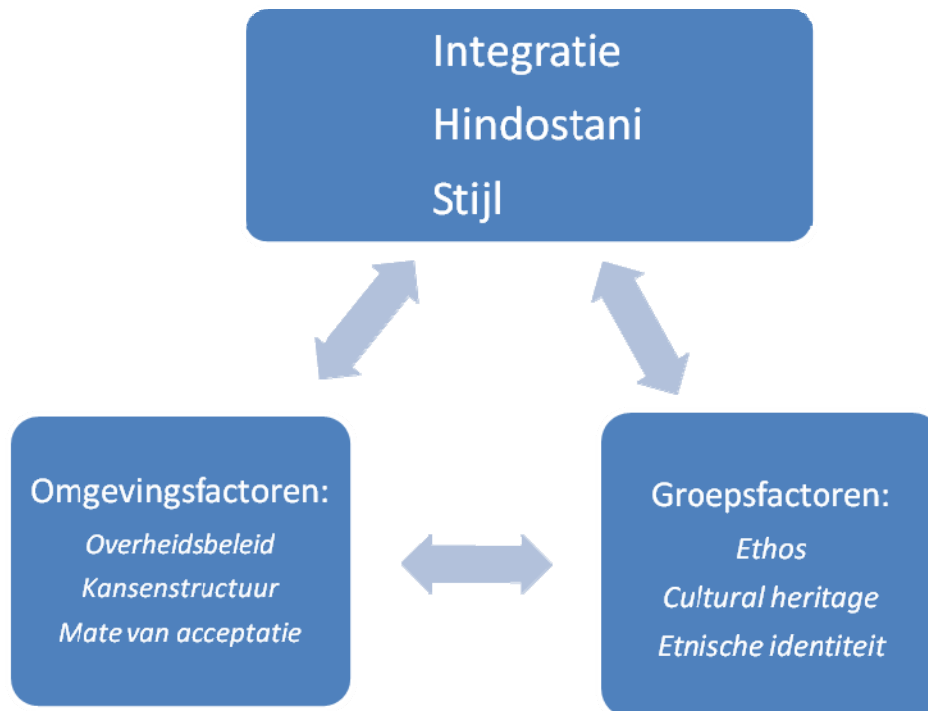 Integratie
Hindostani
Stijl
Omgevingsfactoren:
Overheidsbeleid
Kansenstructuur
Mate van acceptatie
Groepsfactoren:
Ethos
Cultural heritage
Etnische identiteit